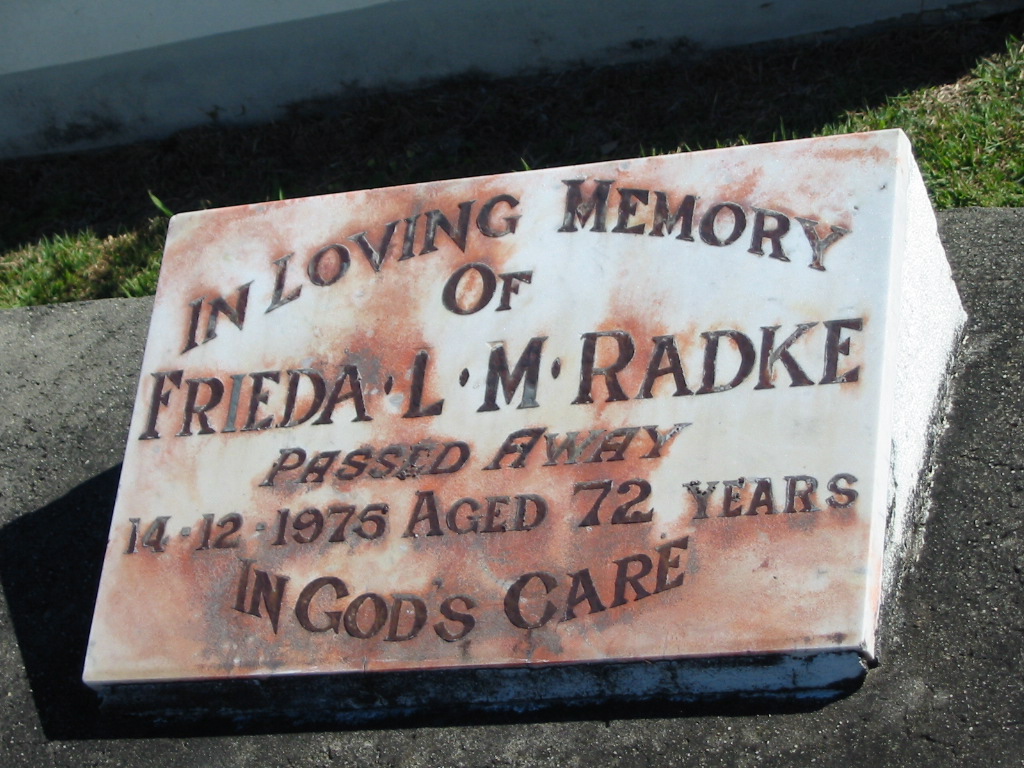 IN LOVING MEMORY
OF
FRIEDA · L · M · RADKE
PASSED AWAY
14 · 12 · 1975 AGED 72 YEARS
IN GOD'S CARE